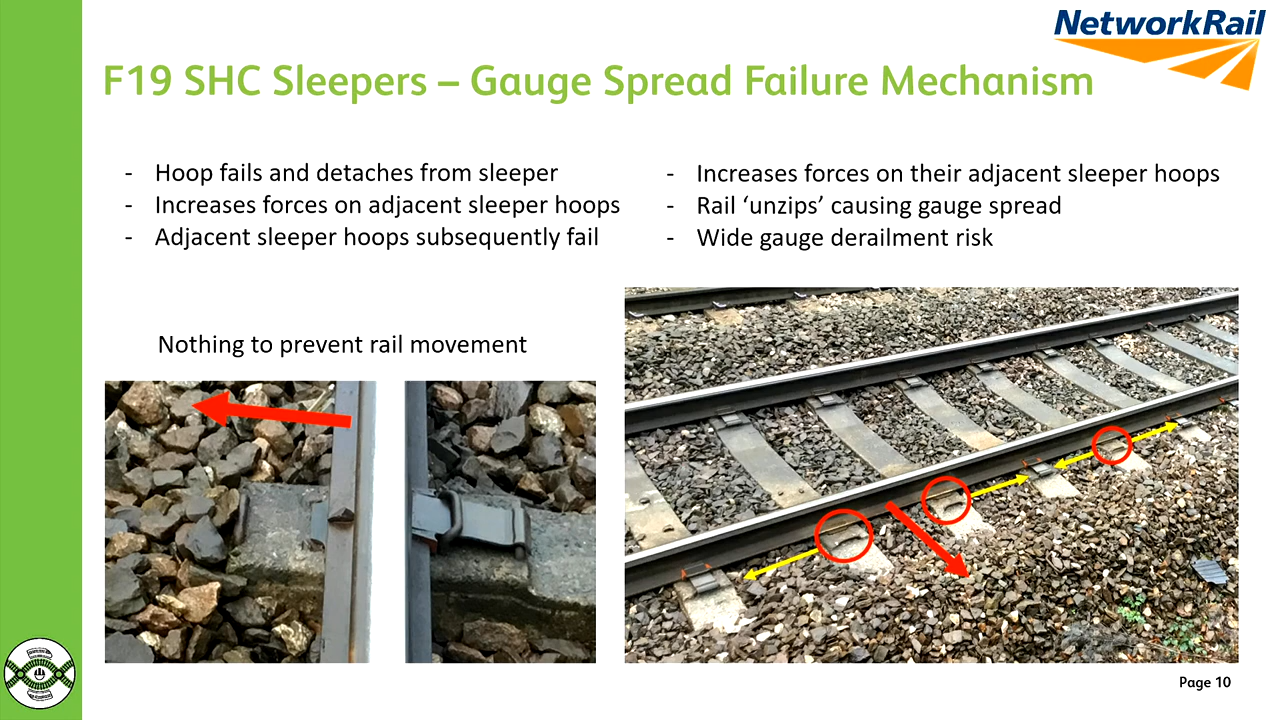 NetworkRail
F19 SHC Sleepers – Gauge Spread Failure Mechanism
- Hoop fails and detaches from sleeper
- Increases forces on adjacent sleeper hoops
- Adjacent sleeper hoops subsequently fail
- Increases forces on their adjacent sleeper hoops
- Rail ‘unzips’ causing gauge spread
- Wide gauge derailment risk
Nothing to prevent rail movement
Page 10